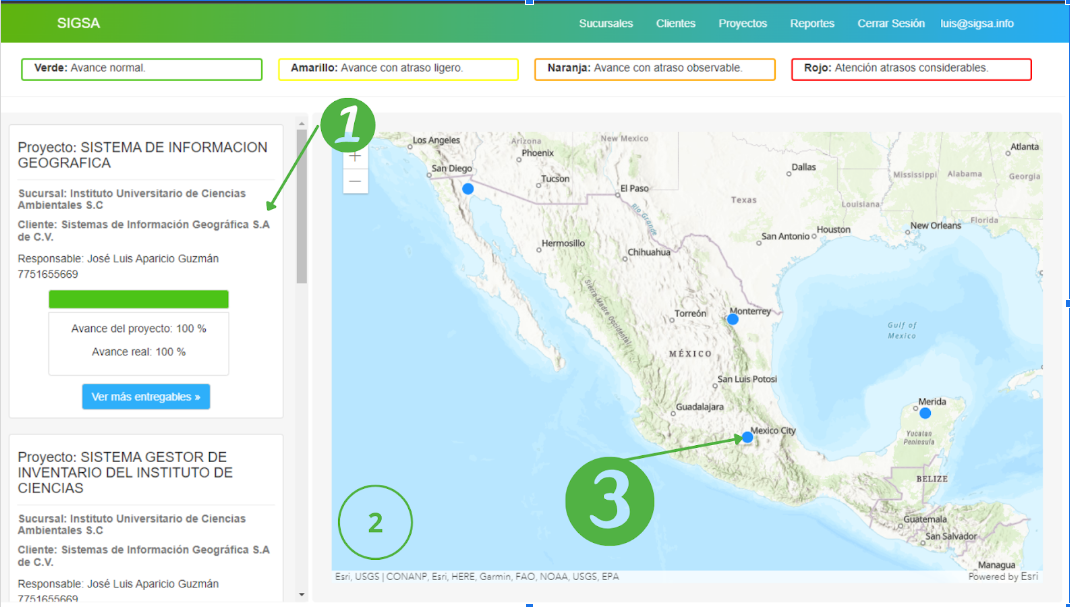 SIGSA
Sucursales Clientes Proyectos Reportes Cerrar Sesión luis@sigsa.info
Verde: Avance normal.
Amarillo: Avance con atraso ligero.
Naranja: Avance con atraso observable.
Rojo: Atención atrasos considerables.
Proyecto: SISTEMA DE INFORMACION
GEOGRAFICA
Sucursal: Instituto Universitario de Ciencias
Ambientales S.C
Cliente: Sistemas de Información Geográfica S.A
de C.V.
Responsable: José Luis Aparicio Guzmán
7751655669
Avance del proyecto: 100 %
Avance real: 100 %
Ver más entregables »
Proyecto: SISTEMA GESTOR DE
INVENTARIO DEL INSTITUTO DE
CIENCIAS
Sucursal: Instituto Universitario de Ciencias
Ambientales S.C
Cliente: Sistemas de Información Geográfica S.A
de C.V.
Responsable: José Luis Aparicio Guzmán
7751655669
1
+
−
Los Angeles
Arizona
New Mexico
Phoenix
Atlanta
San Diego
Dallas
Mississippi
Alabama
Georgia
Tucson
El Paso
Texas
Louisiana
Rio Grande
Florida
New Orleans
Houston
San Antonio
Hermosillo
Chihuahua
Sierra Madre Occidental
Torreón
Monterrey
Gulf of
Mexico
MÉXICO
San Luis Potosi
Guadalajara
Merida
Mexico City
Yucatan
Peninsula
BELIZE
3
2
Guatemala
San Salvador
Managua
Esri, USGS | CONANP, Esri, HERE, Garmin, FAO, NOAA, USGS, EPA
Powered by Esri